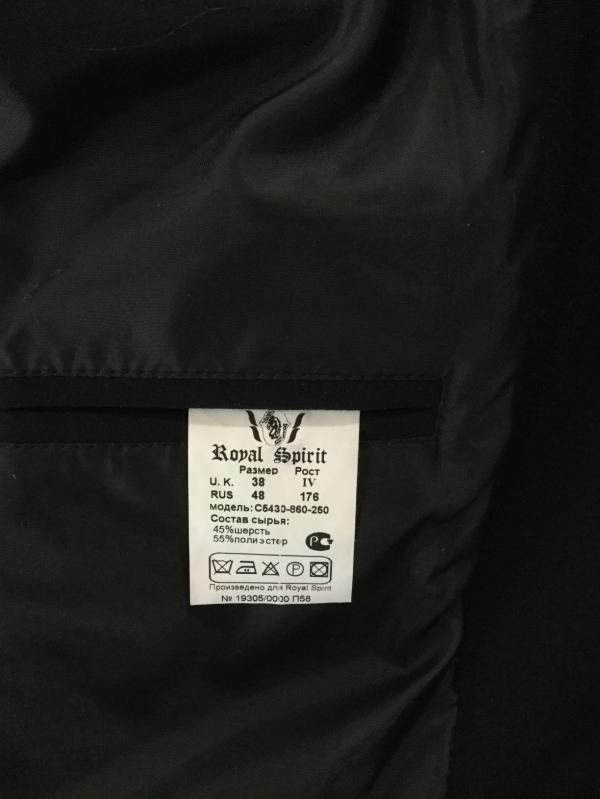 Royal Spirit
Размер Рост
U. K. 38 IV
RUS 48 176
модель: С5430-860-250
Состав сырья:
45%шерсть
55%полиэстер
Р
Произведено для Royal Spirit
№ 19305/0000 П58